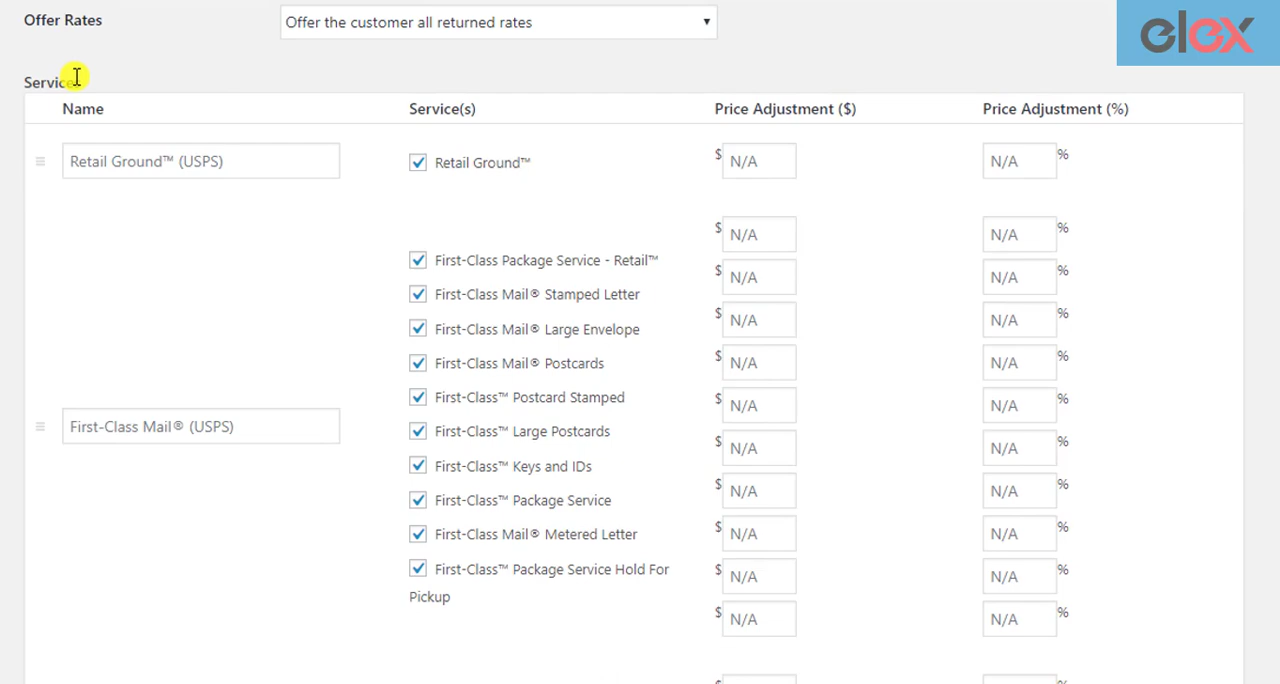 Offer Rates
Offer the customer all returned rates
elex
Services
Name Service(s) Price Adjustment ($) Price Adjustment (%)
Retail Ground™ (USPS) Retail Ground™ $ N/A N/A %
$ N/A N/A %
First-Class Package Service - Retail™
$ N/A N/A %
First-Class Mail® Stamped Letter
$ N/A N/A %
First-Class Mail® Large Envelope
$ N/A N/A %
First-Class Mail® Postcards
$ N/A N/A %
First-Class™ Postcard Stamped
First-Class Mail® (USPS) First-Class™ Large Postcards
$ N/A N/A %
First-Class™ Keys and IDs
$ N/A N/A %
First-Class™ Package Service
$ N/A N/A %
First-Class Mail® Metered Letter
$ N/A N/A %
First-Class™ Package Service Hold For
Pickup
$ N/A N/A %
$ %